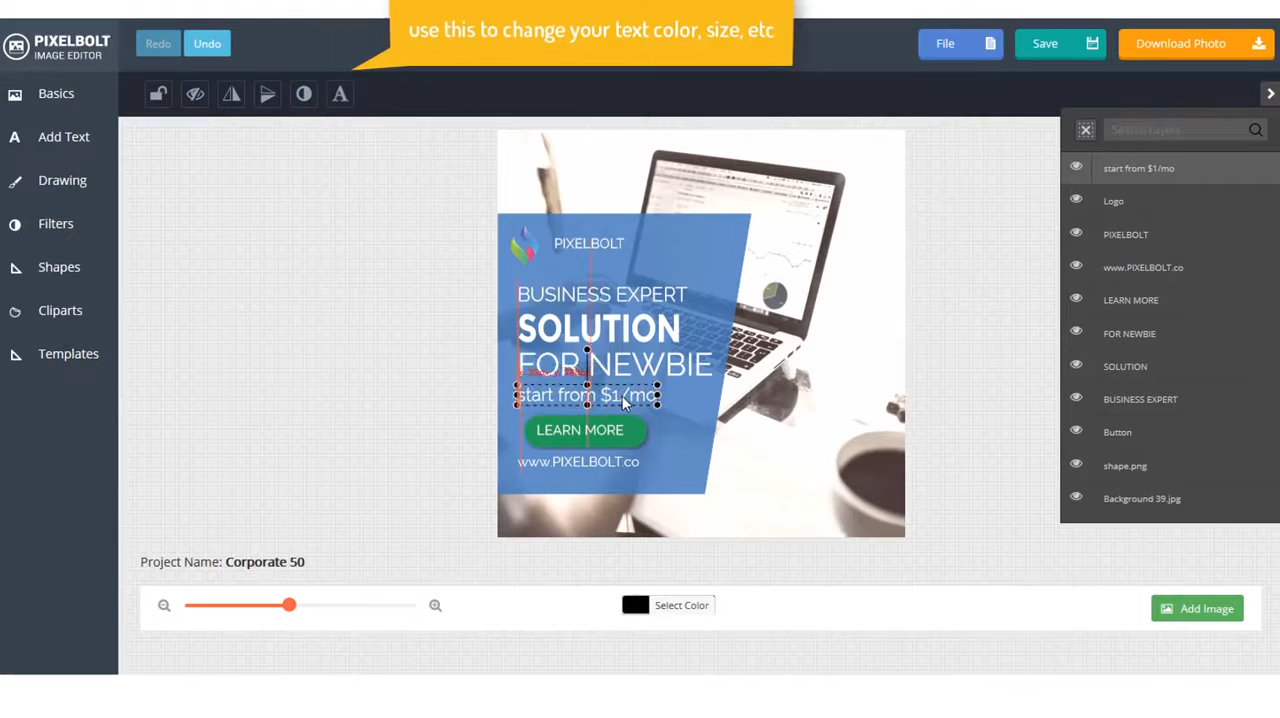 use this to change your text color, size, etc
PIXELBOLT
IMAGE EDITOR
Redo
Undo
File
Save
Download Photo
A
Basics
A Add Text
Drawing
Filters
Shapes
Cliparts
Templates
Search Layers
start from $1/mo
Logo
PIXELBOLT
www.PIXELBOLT.co
LEARN MORE
FOR NEWBIE
SOLUTION
BUSINESS EXPERT
Button
shape.png
Background 39.jpg
PIXELBOLT
BUSINESS EXPERT
SOLUTION
FOR NEWBIE
start from $1/mo
LEARN MORE
www.PIXELBOLT.co
Project Name: Corporate 50
Select Color
Add Image